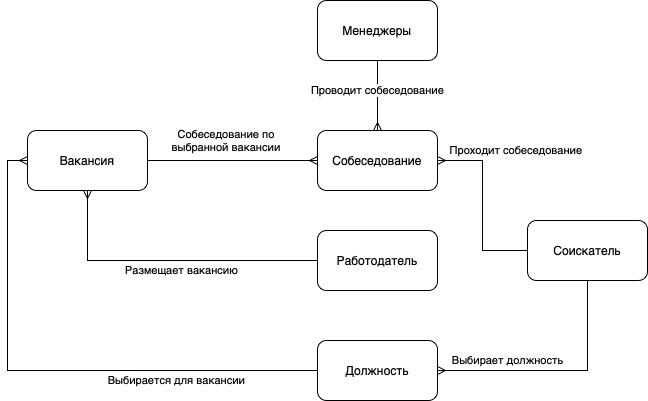 Менеджеры
Проводит собеседование
Собеседование по
выбранной вакансии
Вакансия
Собеседование
Проходит собеседование
Соискатель
Работодатель
Размещает вакансию
Выбирает должность
Должность
Выбирается для вакансии